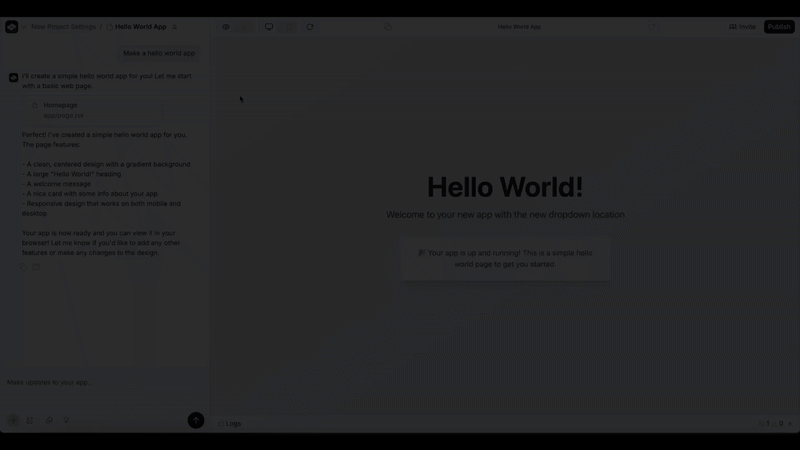 New Project Settings / Hello World App
Hello World App
Invite
Publish
Make a hello world app
I'll create a simple hello world app for you! Let me start
with a basic web page.
Homepage
app/page.jsx
Perfect! I've created a simple hello world app for you.
The page features:
- A clean, centered design with a gradient background
- A large "Hello World!" heading
- A welcome message
- A nice card with some info about your app
- Responsive design that works on both mobile and
desktop
Your app is now ready and you can view it in your
browser! Let me know if you'd like to add any other
features or make any changes to the design.
Make updates to your app...
Hello World!
Welcome to your new app with the new dropdown location
🎉 Your app is up and running! This is a simple hello
world page to get you started.
Logs